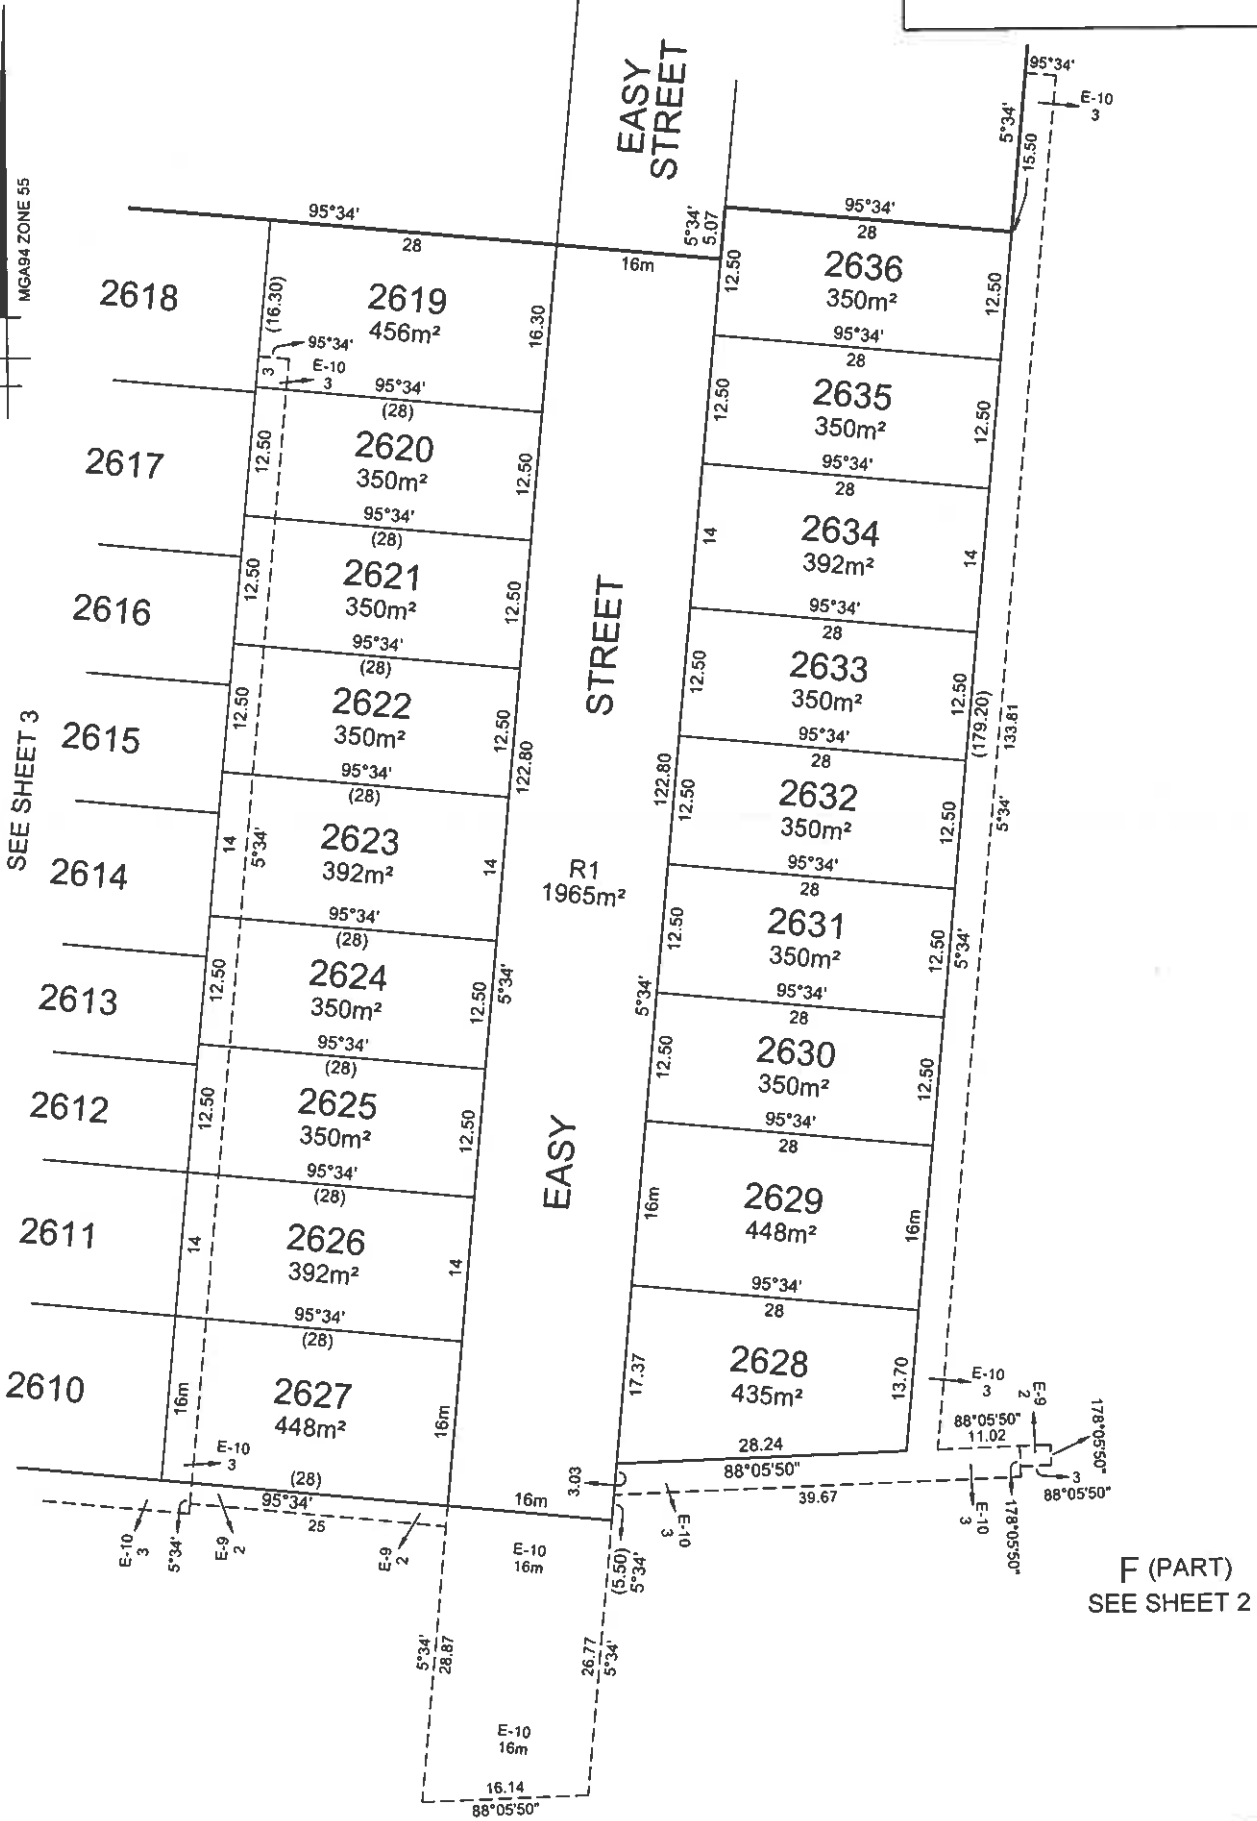 MGA94 ZONE 55
SEE SHEET 3
EASY
STREET
95°34'
E-10
3
5°34'
15.50
95°34'
28
5°34'
5.07
16m
95°34'
28
2618
(16.30)
2619
456m²
16.30
95°34'
3
E-10
3
95°34'
(28)
2617
12.50
2620
350m²
12.50
95°34'
(28)
2616
12.50
2621
350m²
12.50
95°34'
(28)
2615
12.50
2622
350m²
12.50
122.80
95°34'
(28)
2614
14
5°34'
2623
392m²
14
95°34'
(28)
2613
12.50
2624
350m²
12.50
5°34'
95°34'
(28)
2612
12.50
2625
350m²
12.50
95°34'
(28)
2611
14
2626
392m²
14
95°34'
(28)
2610
16m
2627
448m²
16m
E-10
3
(28)
95°34'
25
E-10
3
5°34'
E-9
2
E-9
2
STREET
R1
1965m²
EASY
12.50
2636
350m²
12.50
95°34'
28
12.50
2635
350m²
12.50
95°34'
28
14
2634
392m²
14
95°34'
28
12.50
2633
350m²
12.50
(179.20)
133.81
95°34'
28
122.80
12.50
2632
350m²
12.50
5°34'
95°34'
28
12.50
2631
350m²
12.50
5°34'
5°34'
95°34'
28
12.50
2630
350m²
12.50
95°34'
28
16m
2629
448m²
16m
95°34'
28
17.37
2628
435m²
13.70
E-10
3
28.24
88°05'50"
88°05'50"
11.02
E-9
2
178°05'50"
3
88°05'50"
3.03
16m
39.67
E-10
3
E-10
3
178°05'50"
(5.50)
5°34'
E-10
16m
5°34'
28.87
26.77
5°34'
E-10
16m
16.14
88°05'50"
F (PART)
SEE SHEET 2